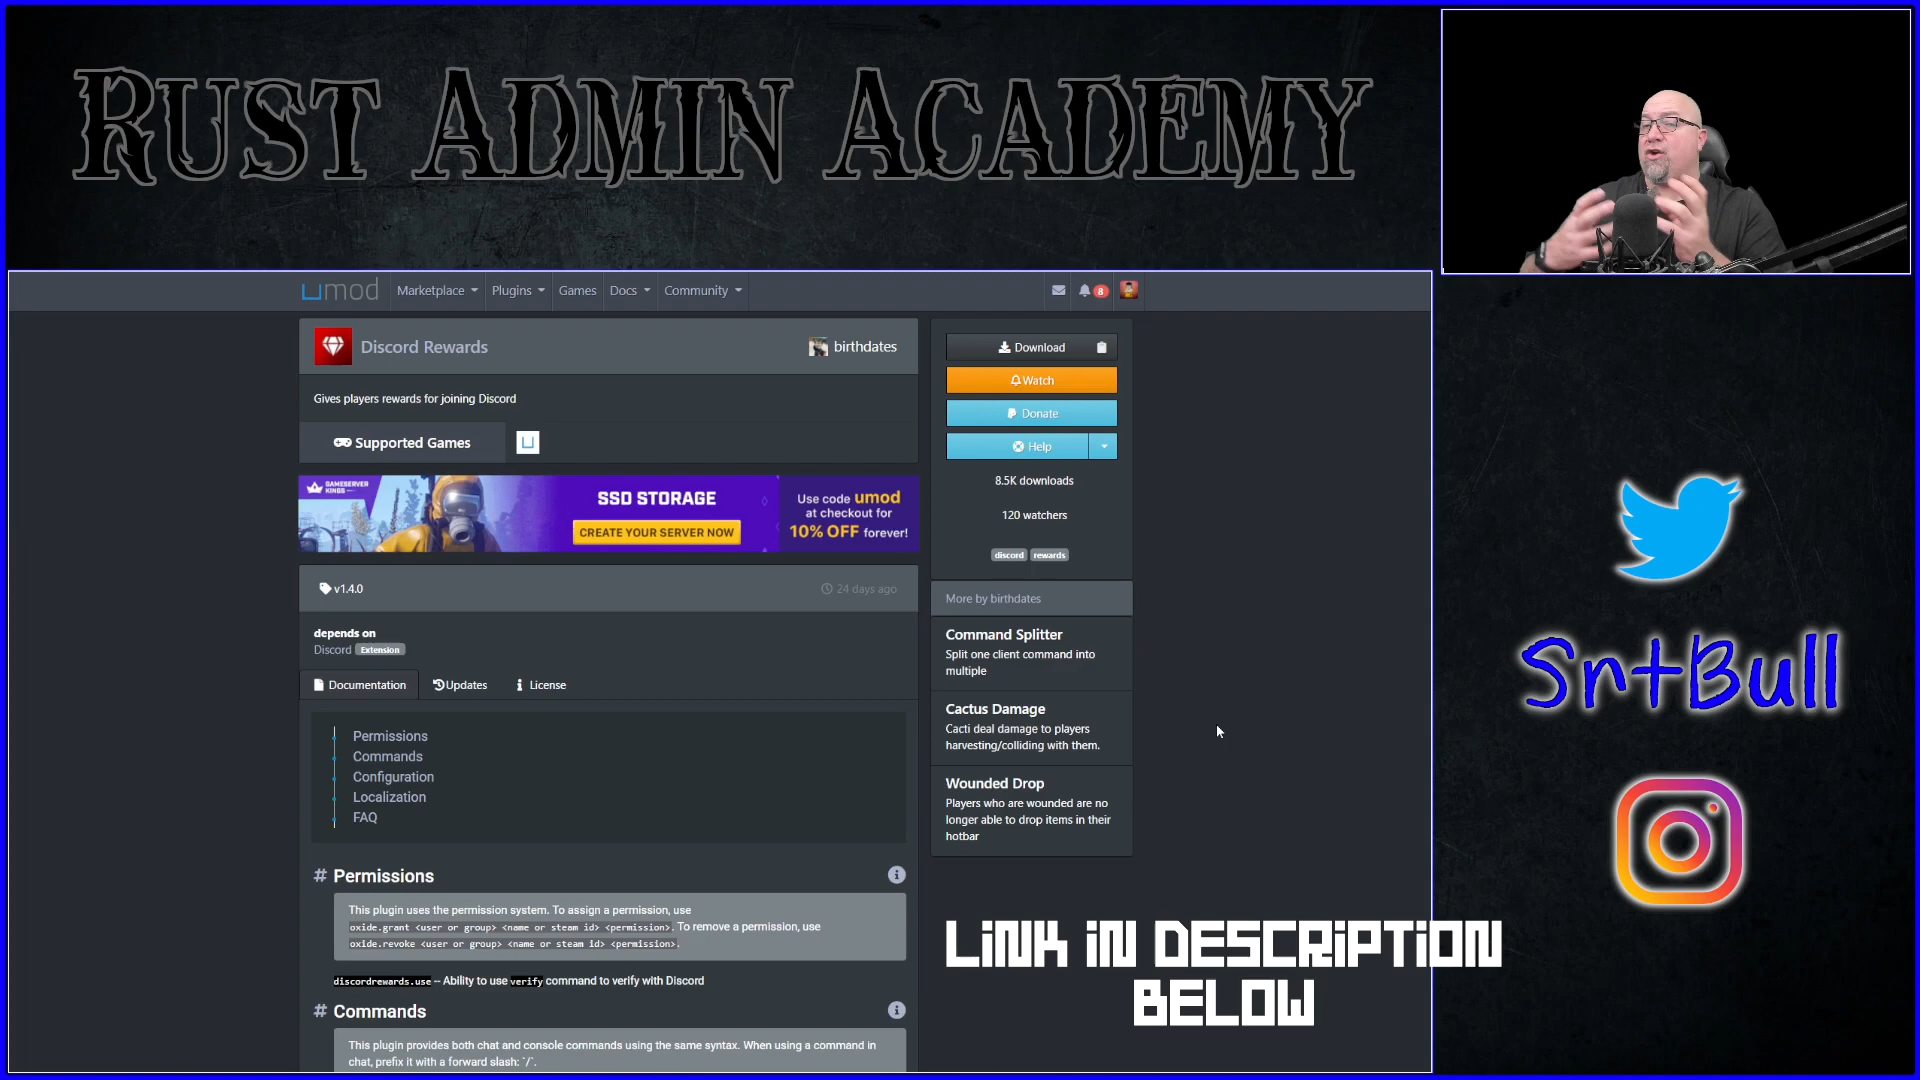 Rust Admin Academy
umod
Marketplace
Plugins
Games
Docs
Community
8
Discord Rewards
birthdates
Gives players rewards for joining Discord
Supported Games
GAMESERVER KINGS
SSD STORAGE
CREATE YOUR SERVER NOW
Use code umod
at checkout for
10% OFF forever!
v1.4.0
24 days ago
depends on
Discord Extension
Documentation
Updates
License
Permissions
Commands
Configuration
Localization
FAQ
# Permissions
This plugin uses the permission system. To assign a permission, use
oxide.grant <user or group> <name or steam id> <permission>. To remove a permission, use
oxide.revoke <user or group> <name or steam id> <permission>.
discordrewards.use -- Ability to use verify command to verify with Discord
# Commands
This plugin provides both chat and console commands using the same syntax. When using a command in
chat, prefix it with a forward slash: `/`.
Download
Watch
Donate
Help
8.5K downloads
120 watchers
discord rewards
More by birthdates
Command Splitter
Split one client command into
multiple
Cactus Damage
Cacti deal damage to players
harvesting/colliding with them.
Wounded Drop
Players who are wounded are no
longer able to drop items in their
hotbar
SntBull
LINK IN DESCRIPTION
BELOW